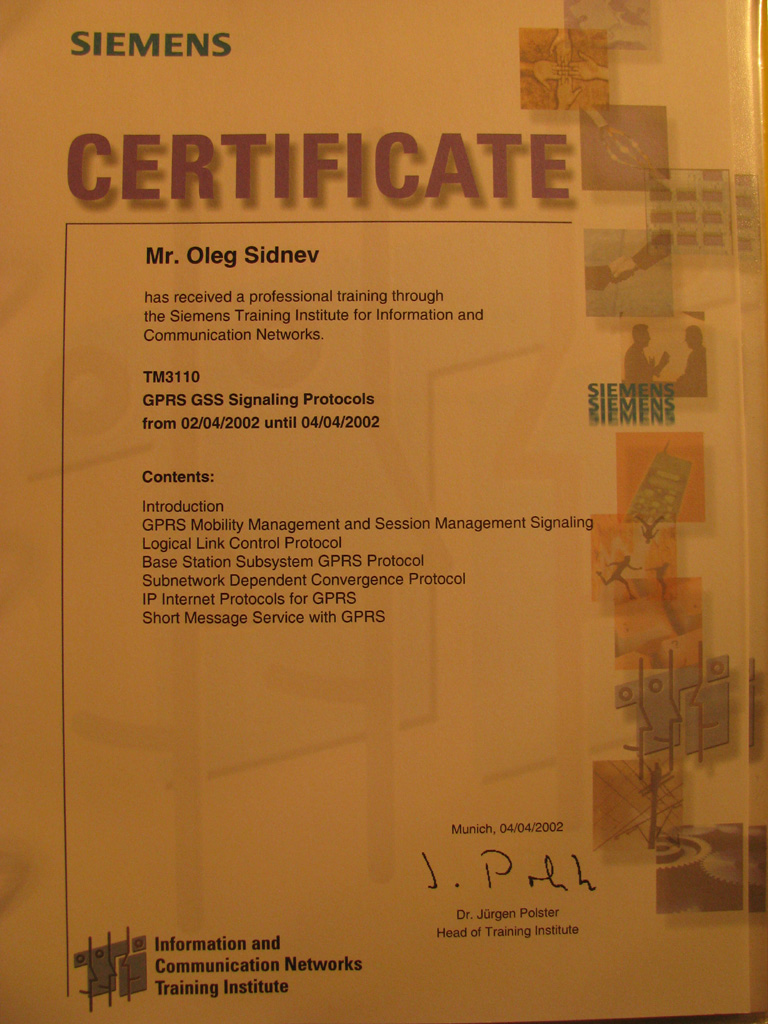 SIEMENS
CERTIFICATE
Mr. Oleg Sidnev
has received a professional training through
the Siemens Training Institute for Information and
Communication Networks.
TM3110
GPRS GSS Signaling Protocols
from 02/04/2002 until 04/04/2002
SIEMENS
SIEMENS
Contents:
Introduction
GPRS Mobility Management and Session Management Signaling
Logical Link Control Protocol
Base Station Subsystem GPRS Protocol
Subnetwork Dependent Convergence Protocol
IP Internet Protocols for GPRS
Short Message Service with GPRS
Munich, 04/04/2002
J. Polster
Dr. Jürgen Polster
Head of Training Institute
Information and
Communication Networks
Training Institute